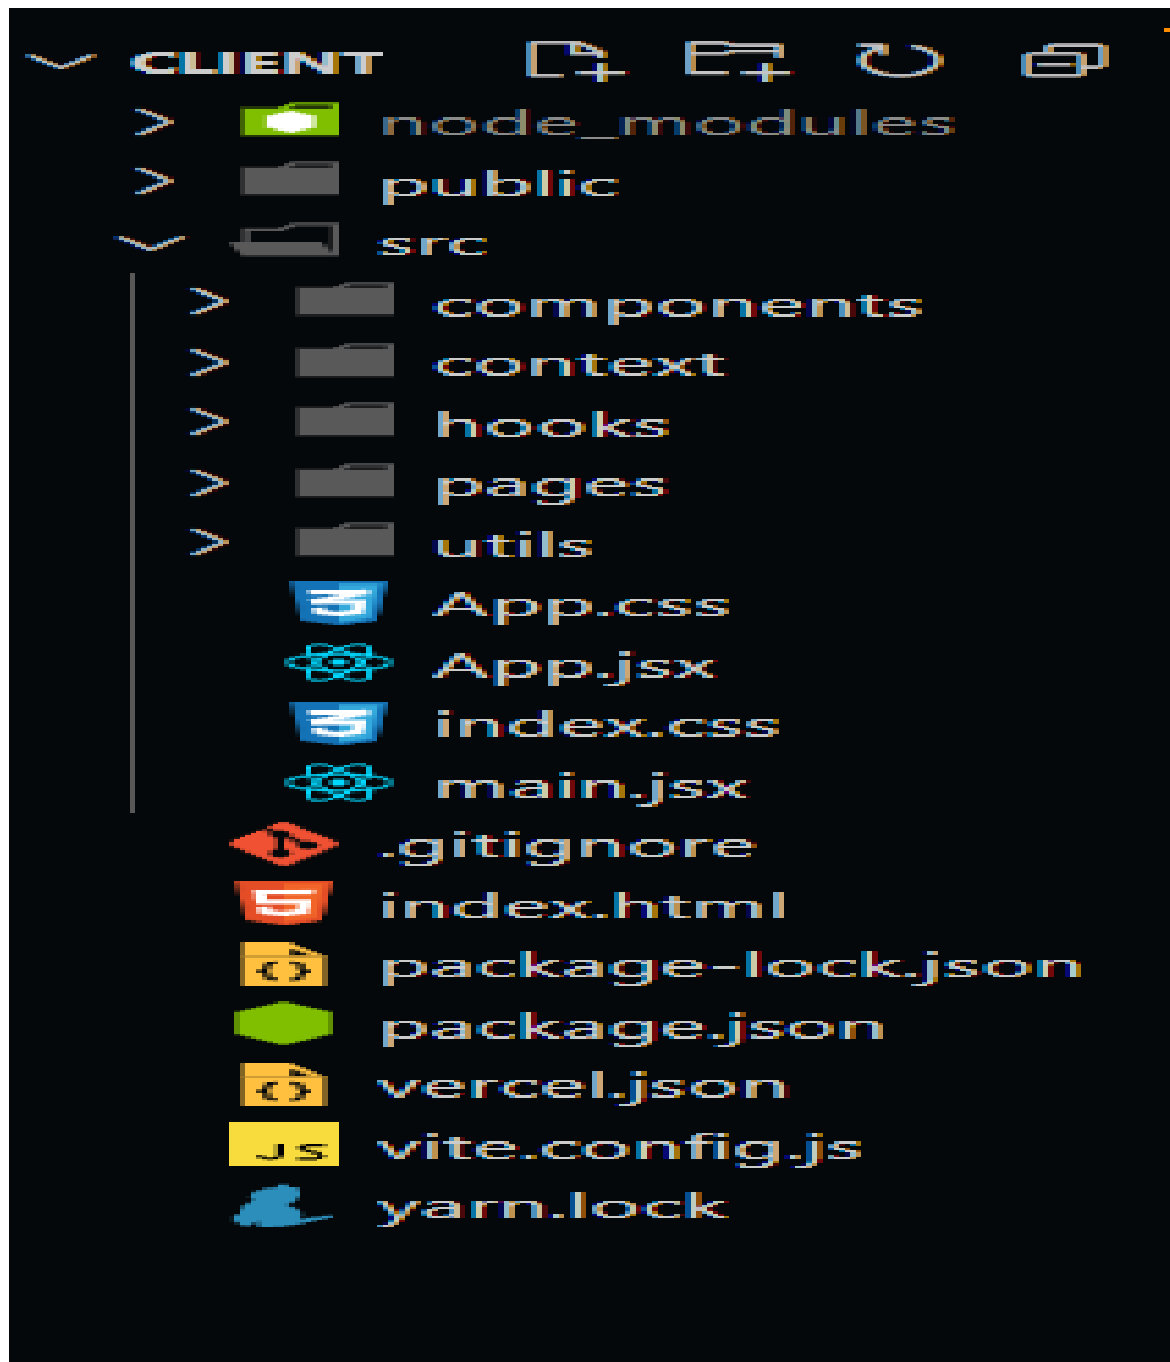 CLIENT
node_modules
public
src
components
context
hooks
pages
utils
App.css
App.jsx
index.css
main.jsx
.gitignore
index.html
package-lock.json
package.json
vercel.json
JS vite.config.js
yarn.lock